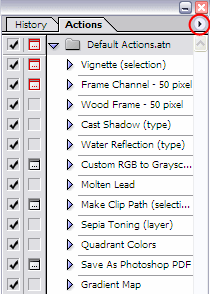 History Actions
Default Actions.atn
Vignette (selection)
Frame Channel - 50 pixel
Wood Frame - 50 pixel
Cast Shadow (type)
Water Reflection (type)
Custom RGB to Graysc...
Molten Lead
Make Clip Path (selecti...
Sepia Toning (layer)
Quadrant Colors
Save As Photoshop PDF
Gradient Map